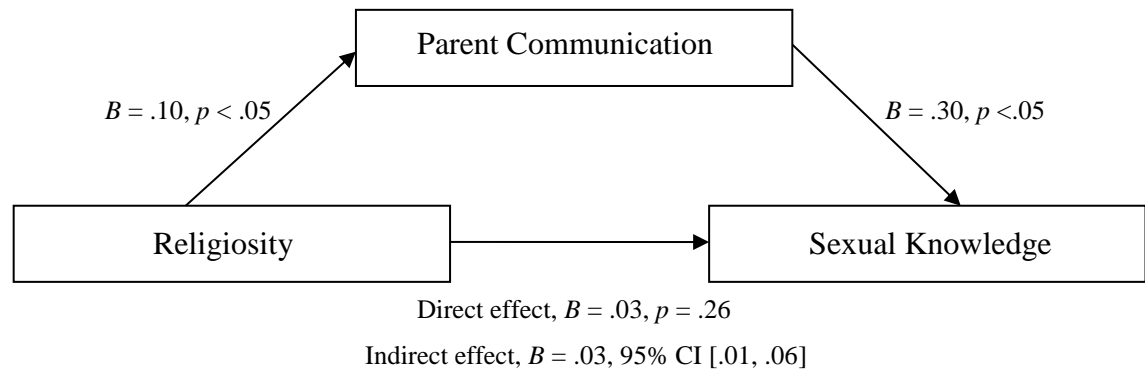 Parent Communication
B = .10, p < .05
B = .30, p <.05
Religiosity
Sexual Knowledge
Direct effect, B = .03, p = .26
Indirect effect, B = .03, 95% CI [.01, .06]